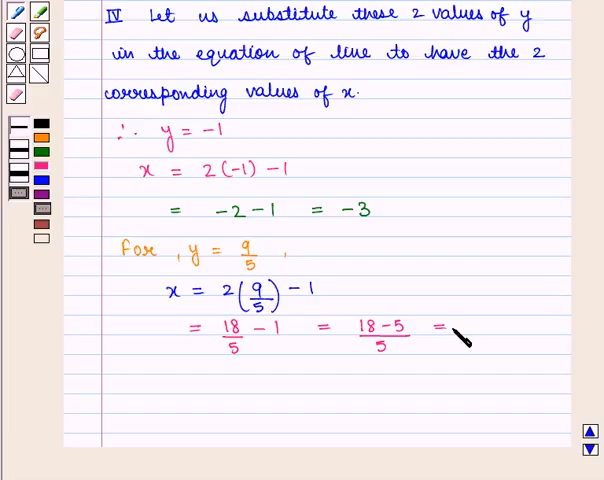 IV Let us substitute these 2 values of y
in the equation of line to have the 2
corresponding values of x.
∴ y = -1
x = 2(-1) -1
= -2-1 = -3
For, y = 9/5,
x = 2(9/5) - 1
= 18/5 - 1 = 18-5/5 =